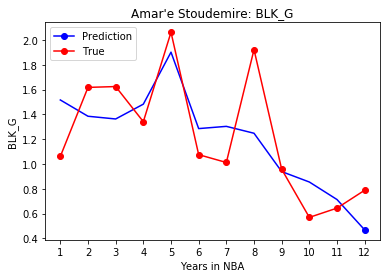 Amar'e Stoudemire: BLK_G
Prediction
True
2.0
1.8
1.6
1.4
1.2
1.0
0.8
0.6
0.4
BLK_G
1 2 3 4 5 6 7 8 9 10 11 12
Years in NBA